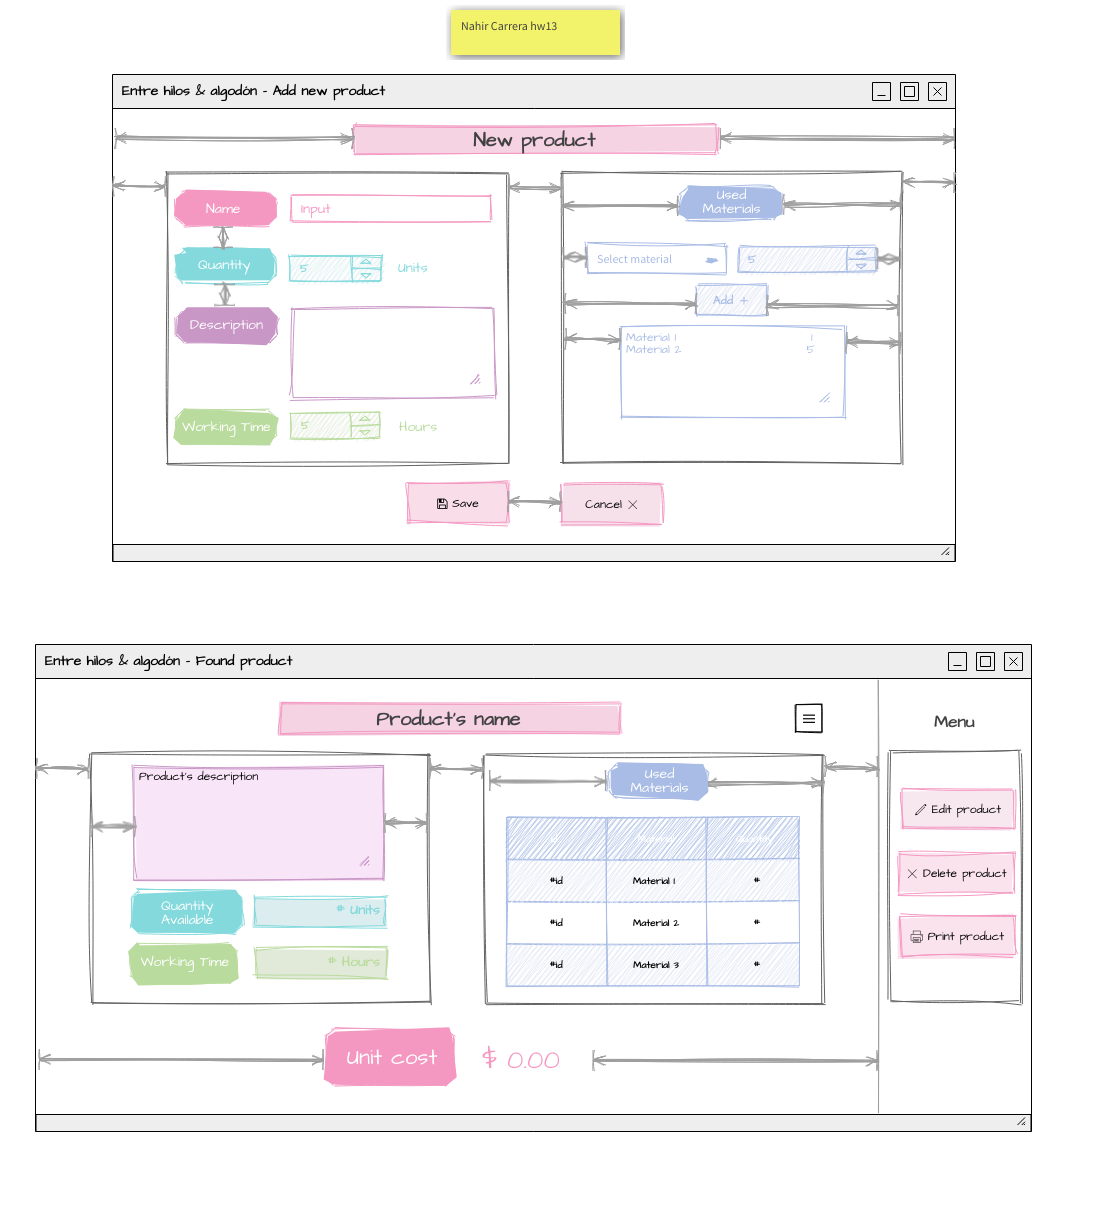 Nahir Carrera hw13
Entre hilos & algodón - Add new product
New product
Name
Input
Quantity
5
Units
Description
Working Time
5
Hours
Used
Materials
Select material
5
Add +
Material 1 1
Material 2 5
Save
Cancel
Entre hilos & algodón - Found product
Product's name
Product's description
Quantity
Available
# Units
Working Time
# Hours
Used
Materials
#id Material 1 #
#id Material 2 #
#id Material 3 #
Unit cost
$ 0.00
Menu
Edit product
Delete product
Print product